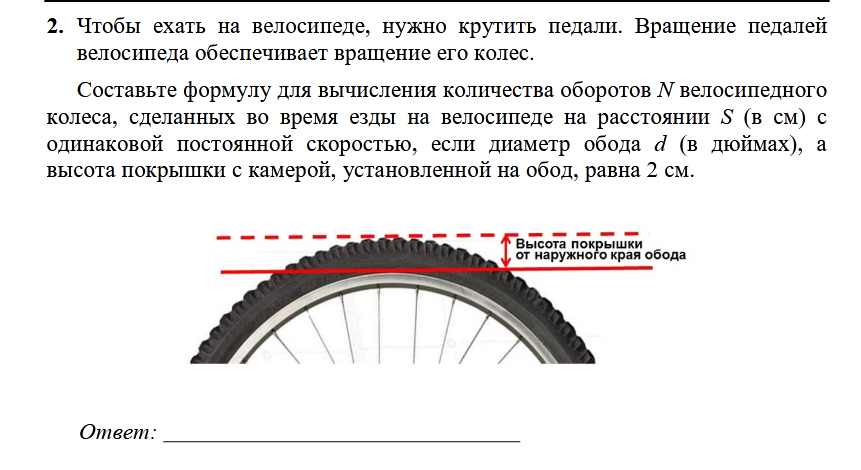 2. Чтобы ехать на велосипеде, нужно крутить педали. Вращение педалей
велосипеда обеспечивает вращение его колес.
Составьте формулу для вычисления количества оборотов N велосипедного
колеса, сделанных во время езды на велосипеде на расстоянии S (в см) с
одинаковой постоянной скоростью, если диаметр обода d (в дюймах), а
высота покрышки с камерой, установленной на обод, равна 2 см.
Высота покрышки
от наружного края обода
Ответ: ______________________________